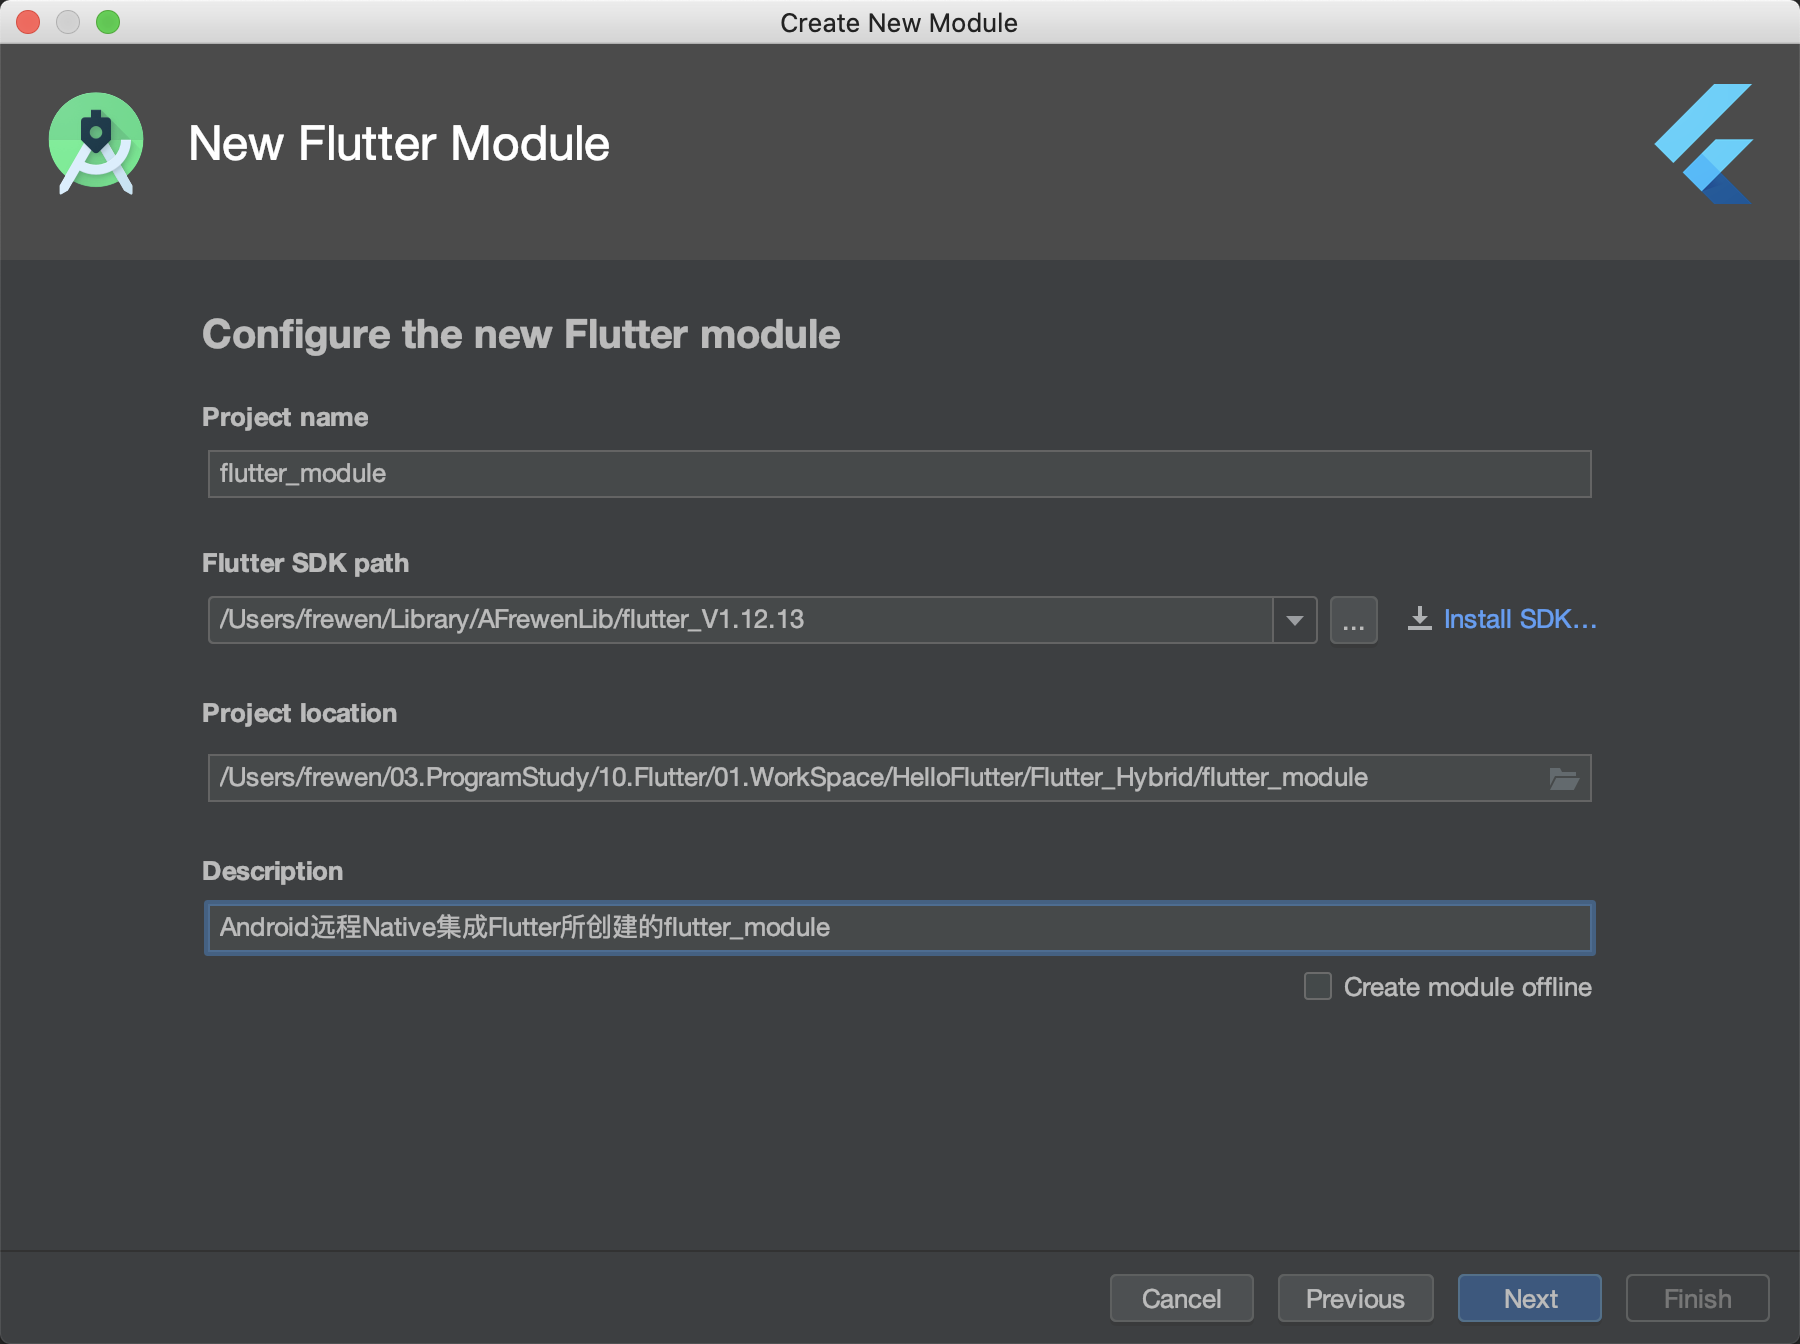 Create New Module
New Flutter Module
Configure the new Flutter module
Project name
flutter_module
Flutter SDK path
/Users/frewen/Library/AFrewenLib/flutter_V1.12.13
...
Install SDK...
Project location
/Users/frewen/03.ProgramStudy/10.Flutter/01.WorkSpace/HelloFlutter/Flutter_Hybrid/flutter_module
Description
Android远程Native集成Flutter所创建的flutter_module
Create module offline
Cancel
Previous
Next
Finish